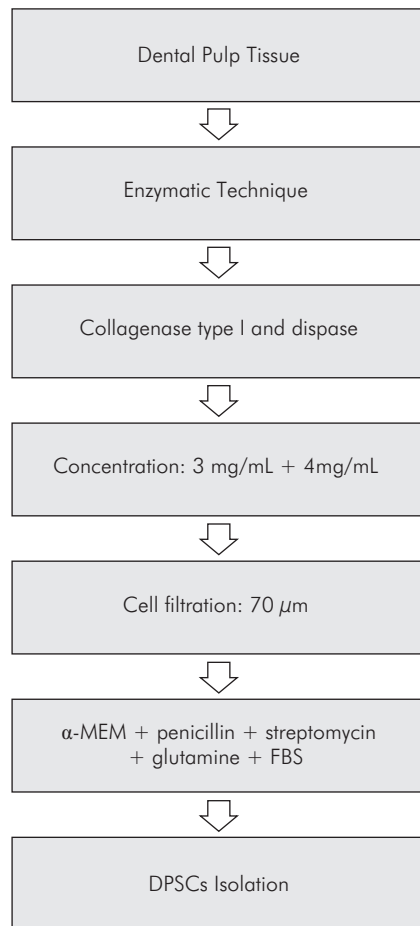 Dental Pulp Tissue
Enzymatic Technique
Collagenase type I and dispase
Concentration: 3 mg/mL + 4mg/mL
Cell filtration: 70 μm
α-MEM + penicillin + streptomycin
+ glutamine + FBS
DPSCs Isolation